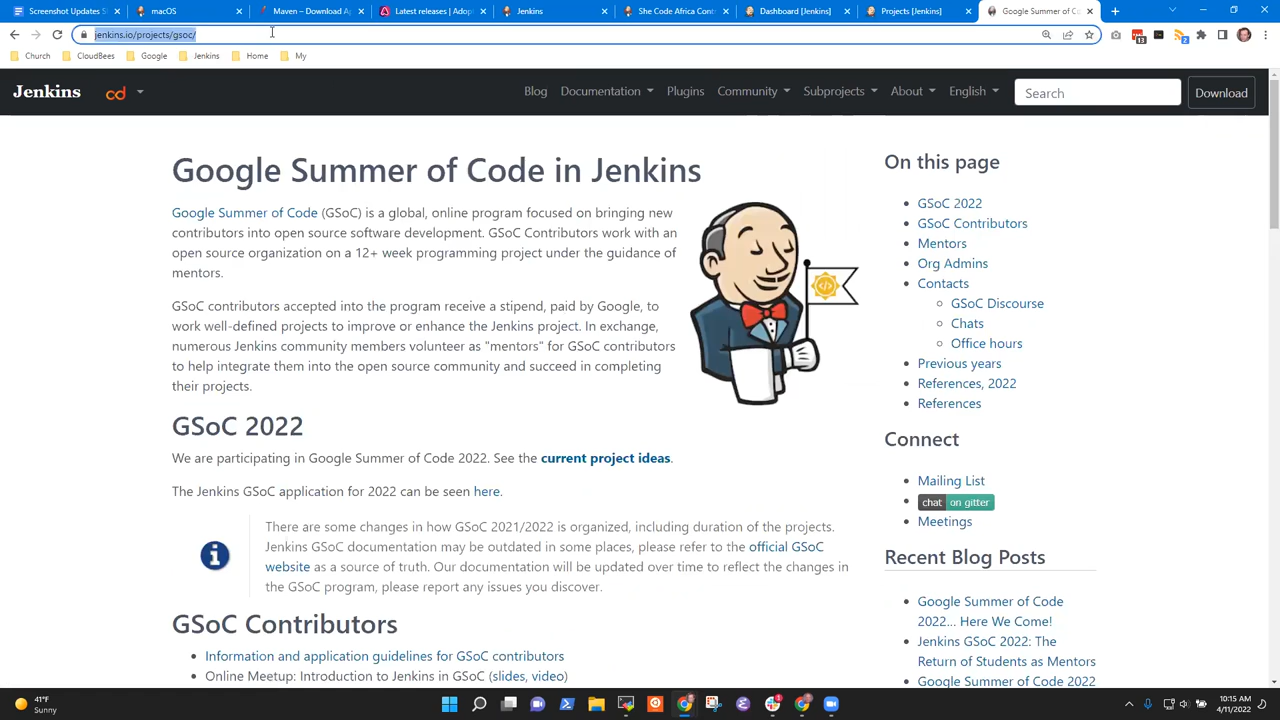 Screenshot Updates S
macOS
Maven – Download Ap
Latest releases | Adop
Jenkins
She Code Africa Contr
Dashboard [Jenkins]
Projects [Jenkins]
Google Summer of Co
jenkins.io/projects/gsoc/
13
2
Church
CloudBees
Google
Jenkins
Home
My
Jenkins
cd
Blog
Documentation
Plugins
Community
Subprojects
About
English
Search
Download
Google Summer of Code in Jenkins
Google Summer of Code (GSoC) is a global, online program focused on bringing new
contributors into open source software development. GSoC Contributors work with an
open source organization on a 12+ week programming project under the guidance of
mentors.
GSoC contributors accepted into the program receive a stipend, paid by Google, to
work well-defined projects to improve or enhance the Jenkins project. In exchange,
numerous Jenkins community members volunteer as "mentors" for GSoC contributors
to help integrate them into the open source community and succeed in completing
their projects.
GSoC 2022
We are participating in Google Summer of Code 2022. See the current project ideas.
The Jenkins GSoC application for 2022 can be seen here.
There are some changes in how GSoC 2021/2022 is organized, including duration of the projects.
Jenkins GSoC documentation may be outdated in some places, please refer to the official GSoC
website as a source of truth. Our documentation will be updated over time to reflect the changes in
the GSoC program, please report any issues you discover.
GSoC Contributors
Information and application guidelines for GSoC contributors
Online Meetup: Introduction to Jenkins in GSoC (slides, video)
On this page
GSoC 2022
GSoC Contributors
Mentors
Org Admins
Contacts
GSoC Discourse
Chats
Office hours
Previous years
References, 2022
References
Connect
Mailing List
chat on gitter
Meetings
Recent Blog Posts
Google Summer of Code
2022... Here We Come!
Jenkins GSoC 2022: The
Return of Students as Mentors
Google Summer of Code 2022
41°F
Sunny
10:15 AM
4/11/2022